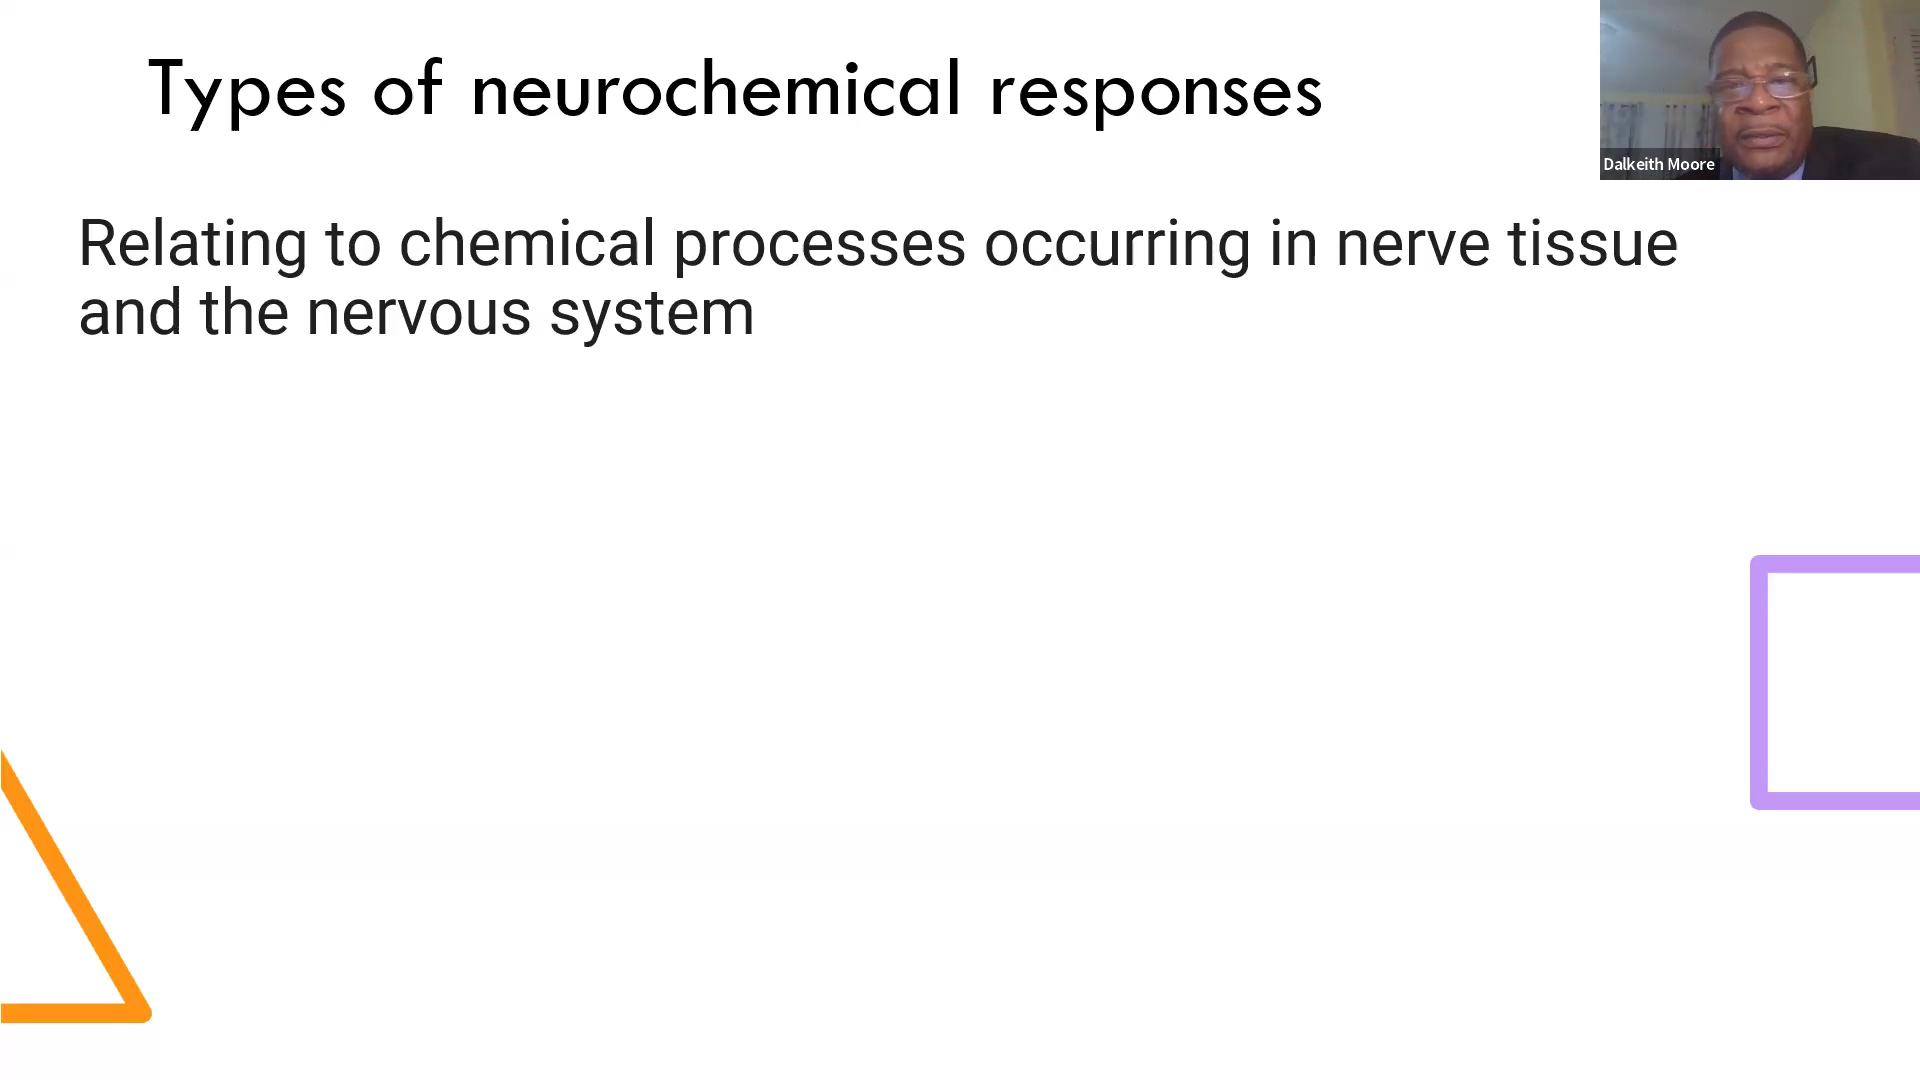 Types of neurochemical responses
Dalkeith Moore
Relating to chemical processes occurring in nerve tissue
and the nervous system